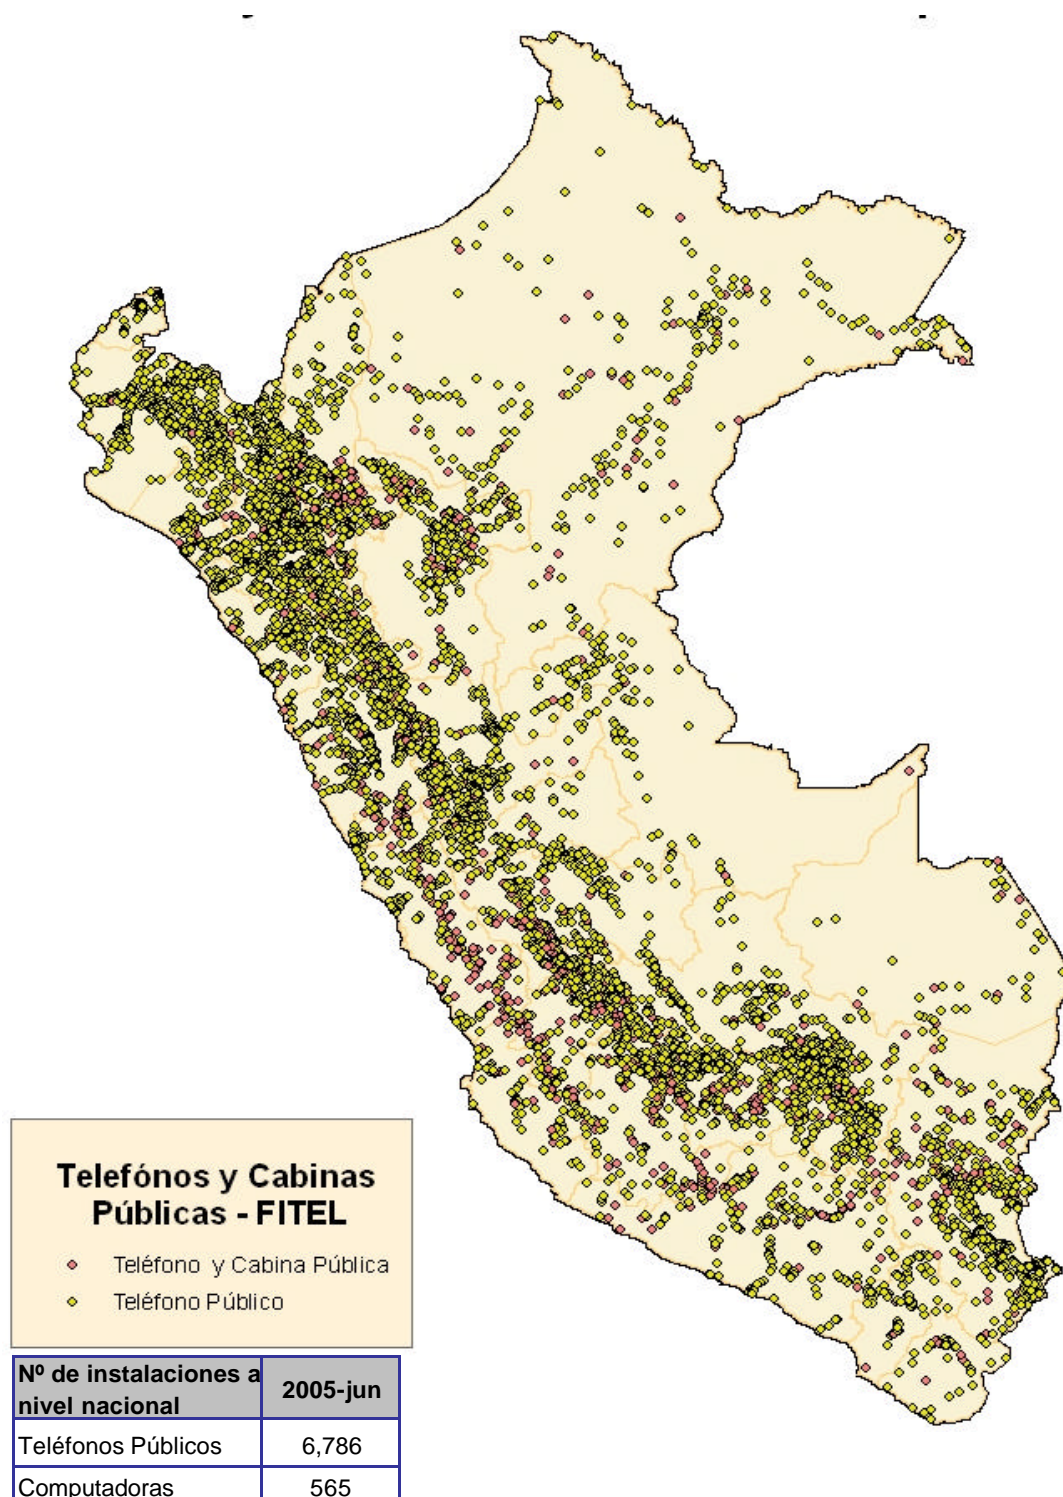 Telefónos y Cabinas
Públicas - FITEL
Teléfono y Cabina Pública
Teléfono Público
Nº de instalaciones a
nivel nacional
2005-jun
Teléfonos Públicos 6,786
Computadoras 565